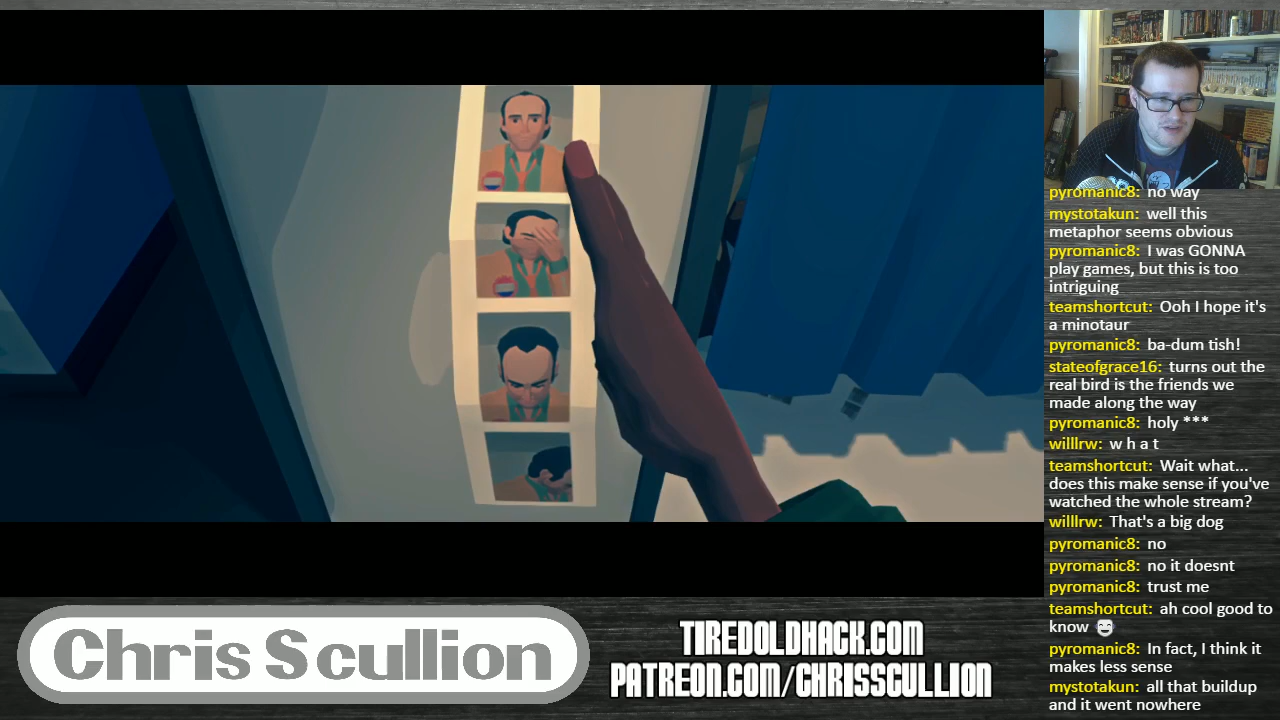 pyromanic8: no way
mystotakun: well this
metaphor seems obvious
pyromanic8: I was GONNA
play games, but this is too
intriguing
teamshortcut: Ooh I hope it's
a minotaur
pyromanic8: ba-dum tish!
stateofgrace16: turns out the
real bird is the friends we
made along the way
pyromanic8: holy ***
willlrw: w h a t
teamshortcut: Wait what...
does this make sense if you've
watched the whole stream?
willlrw: That's a big dog
pyromanic8: no
pyromanic8: no it doesnt
pyromanic8: trust me
teamshortcut: ah cool good to
know
pyromanic8: In fact, I think it
makes less sense
mystotakun: all that buildup
and it went nowhere
Chris Scullion
TIREDOLDHACK.COM
PATREON.COM/CHRISSCULLION